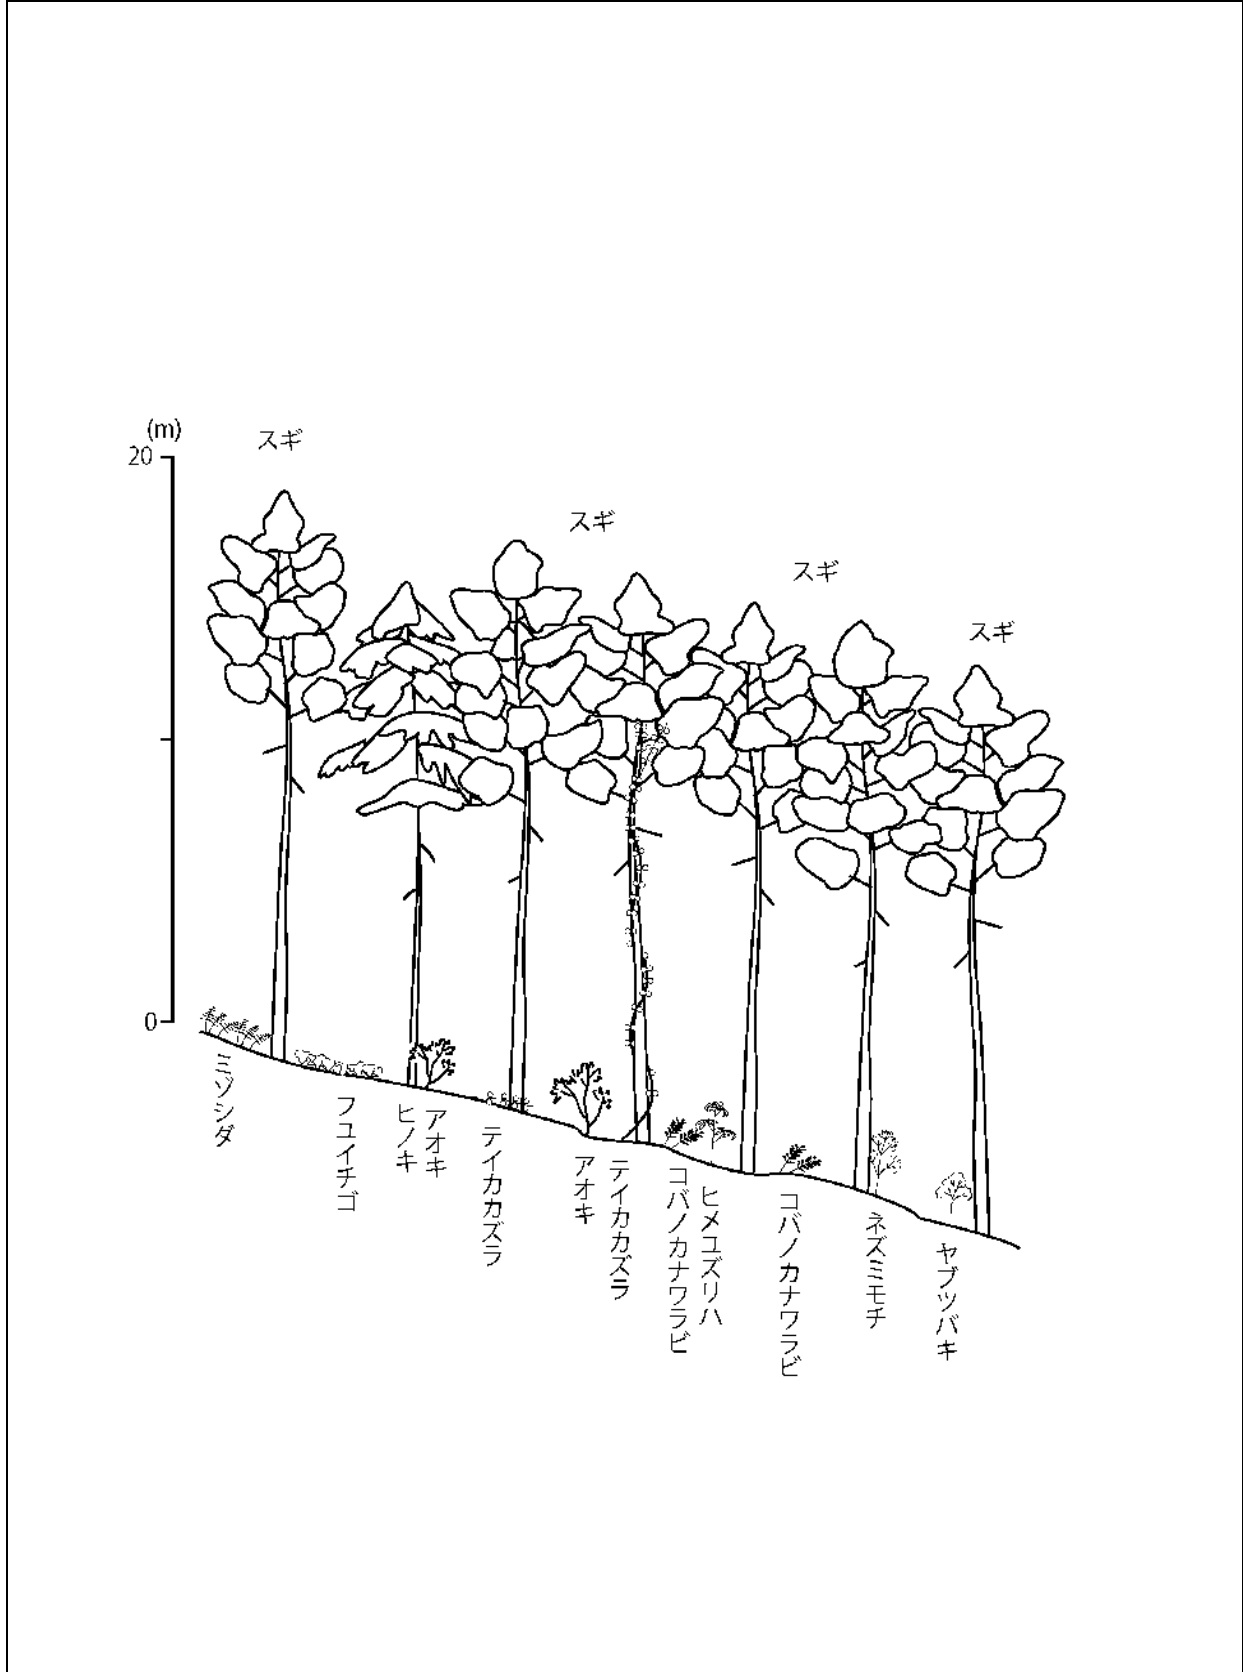 (m)
20
0
スギ
スギ
スギ
スギ
ミゾシダ
フユイチゴ
ヒノキ
アオキ
テイカカズラ
アオキ
テイカカズラ
コバノカナワラビ
ヒメユズリハ
コバノカナワラビ
ネズミモチ
ヤブツバキ